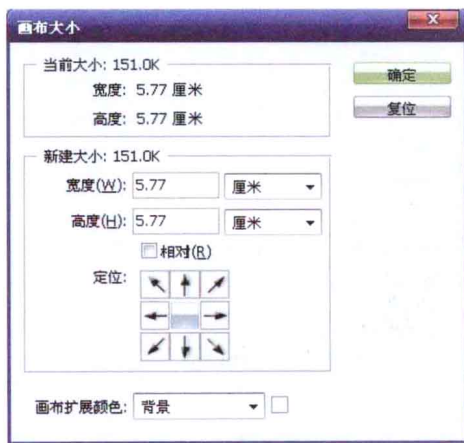 画布大小
当前大小: 151.0K
宽度: 5.77 厘米
高度: 5.77 厘米
确定
复位
新建大小: 151.0K
宽度(W): 5.77 厘米
高度(H): 5.77 厘米
相对(R)
定位:
画布扩展颜色: 背景